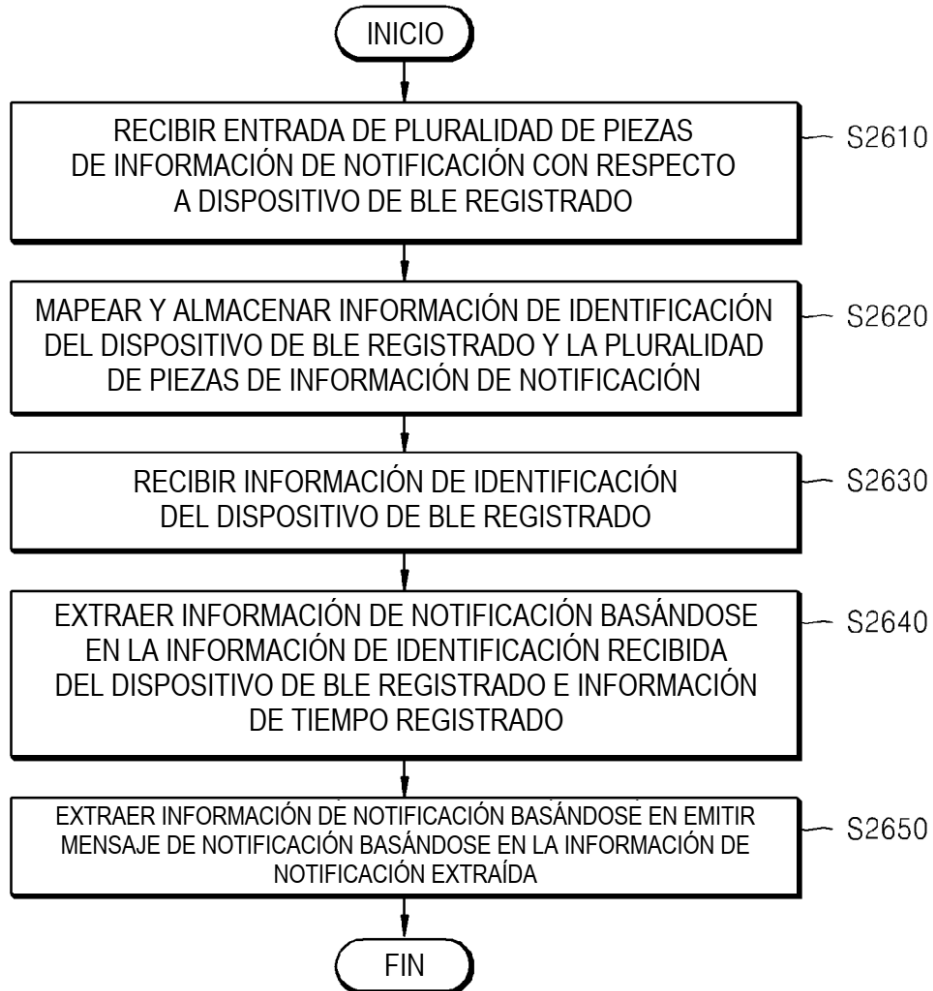 INICIO
RECIBIR ENTRADA DE PLURALIDAD DE PIEZAS
DE INFORMACIÓN DE NOTIFICACIÓN CON RESPECTO
A DISPOSITIVO DE BLE REGISTRADO
S2610
MAPEAR Y ALMACENAR INFORMACIÓN DE IDENTIFICACIÓN
DEL DISPOSITIVO DE BLE REGISTRADO Y LA PLURALIDAD
DE PIEZAS DE INFORMACIÓN DE NOTIFICACIÓN
S2620
RECIBIR INFORMACIÓN DE IDENTIFICACIÓN
DEL DISPOSITIVO DE BLE REGISTRADO
S2630
EXTRAER INFORMACIÓN DE NOTIFICACIÓN BASÁNDOSE
EN LA INFORMACIÓN DE IDENTIFICACIÓN RECIBIDA
DEL DISPOSITIVO DE BLE REGISTRADO E INFORMACIÓN
DE TIEMPO REGISTRADO
S2640
EXTRAER INFORMACIÓN DE NOTIFICACIÓN BASÁNDOSE EN EMITIR
MENSAJE DE NOTIFICACIÓN BASÁNDOSE EN LA INFORMACIÓN DE
NOTIFICACIÓN EXTRAÍDA
S2650
FIN